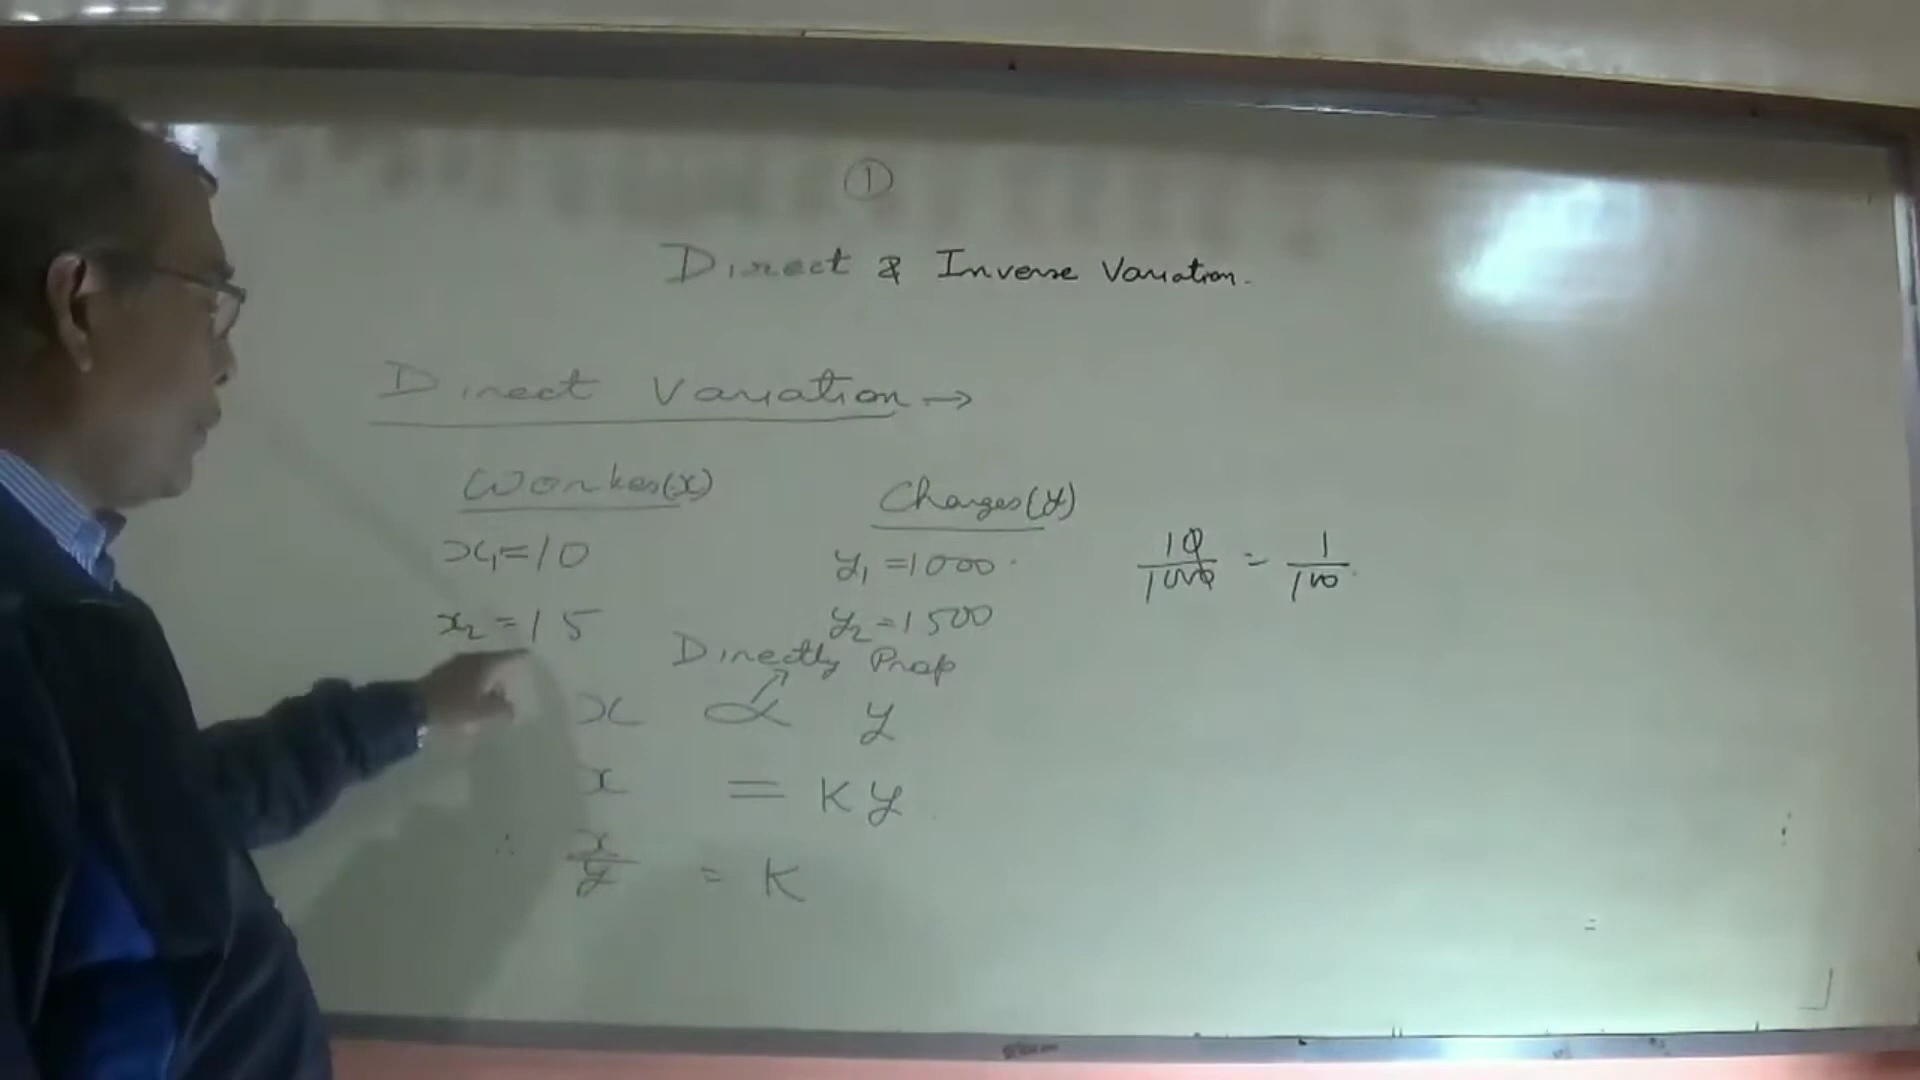 ①
Direct & Inverse Variation.
Direct Variation →
Workers(x) Charges(y)
x₁=10 y₁=1000 10/1000 = 1/100
x₂=15 y₂=1500
Directly Prop
x ∝ y
x = Ky
∴ x/y = K